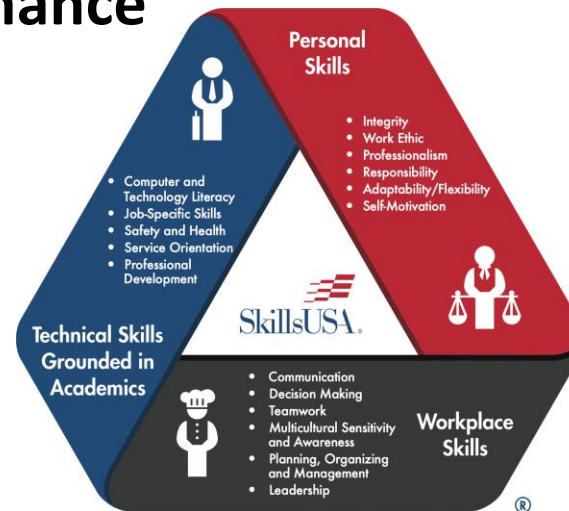 Personal
Skills
• Integrity
• Work Ethic
• Professionalism
• Responsibility
• Adaptability/Flexibility
• Self-Motivation
• Computer and
Technology Literacy
• Job-Specific Skills
• Safety and Health
• Service Orientation
• Professional
Development
Technical Skills
Grounded in
Academics
SkillsUSA.
• Communication
• Decision Making
• Teamwork
• Multicultural Sensitivity
and Awareness
• Planning, Organizing
and Management
• Leadership
Workplace
Skills
®